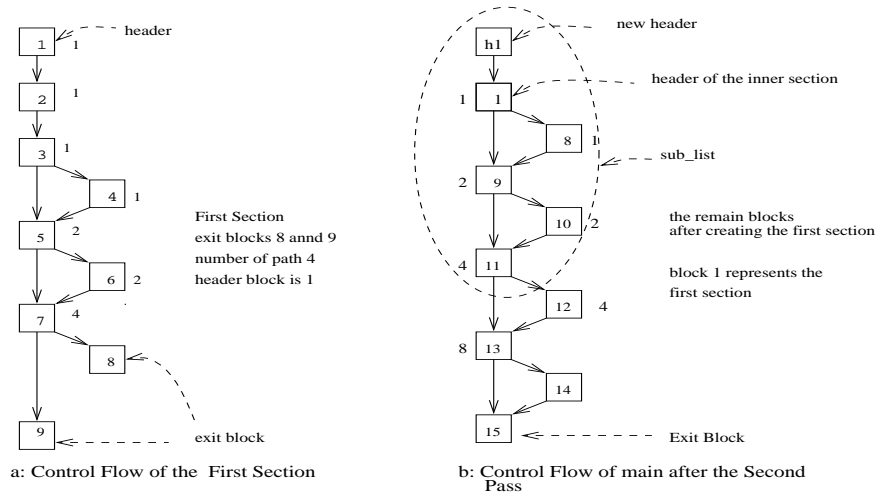 header
1
1
2
1
3
1
4
1
5
2
6
2
7
4
8
9
First Section
exit blocks 8 annd 9
number of path 4
header block is 1
exit block
a: Control Flow of the First Section
new header
h1
header of the inner section
1
1
8
1
sub_list
2
9
10
2
the remain blocks
after creating the first section
4
11
block 1 represents the
first section
12
4
8
13
14
15
Exit Block
b: Control Flow of main after the Second
Pass